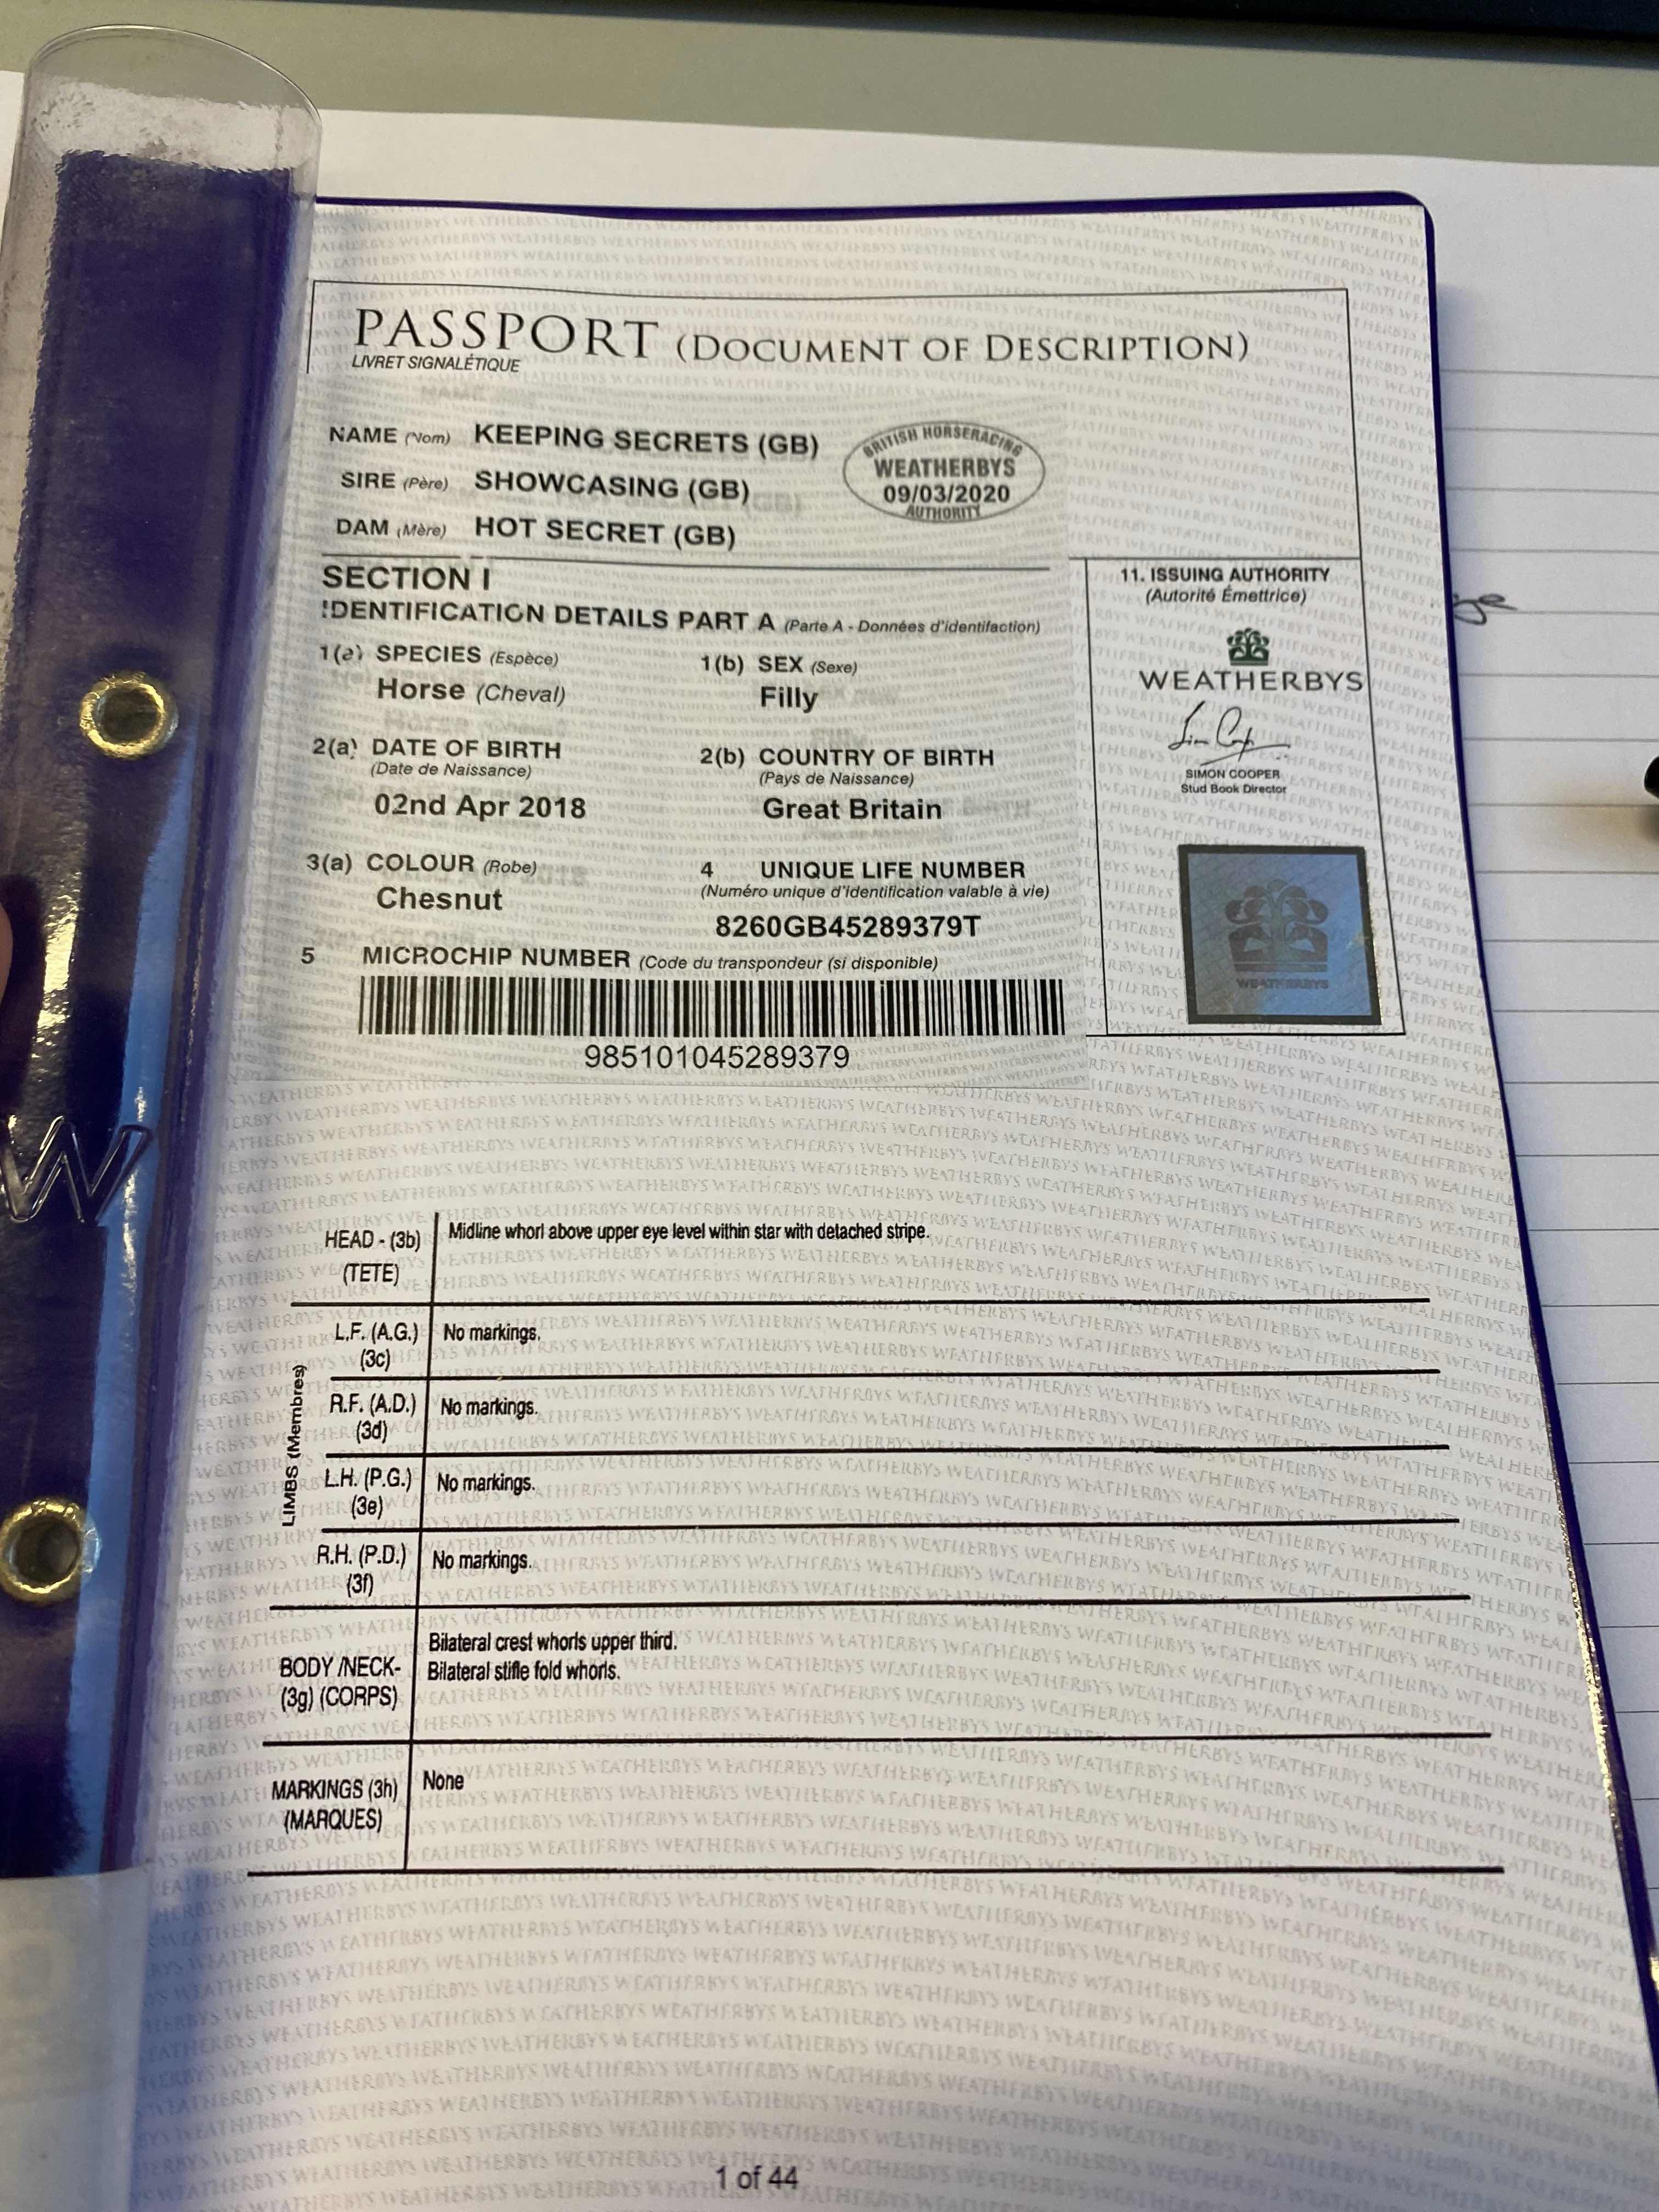 PASSPORT (DOCUMENT OF DESCRIPTION)
LIVRET SIGNALÉTIQUE
NAME (Nom) KEEPING SECRETS (GB)
SIRE (Père) SHOWCASING (GB)
DAM (Mère) HOT SECRET (GB)
BRITISH HORSERACING
WEATHERBYS
09/03/2020
AUTHORITY
SECTION I
IDENTIFICATION DETAILS PART A (Parte A - Données d'identifaction)
1(a) SPECIES (Espèce)
Horse (Cheval)
1(b) SEX (Sexe)
Filly
2(a) DATE OF BIRTH
(Date de Naissance)
02nd Apr 2018
2(b) COUNTRY OF BIRTH
(Pays de Naissance)
Great Britain
3(a) COLOUR (Robe)
Chesnut
4 UNIQUE LIFE NUMBER
(Numéro unique d'identification valable à vie)
8260GB45289379T
5 MICROCHIP NUMBER (Code du transpondeur (si disponible)
985101045289379
11. ISSUING AUTHORITY
(Autorité Émettrice)
WEATHERBYS
SIMON COOPER
Stud Book Director
WEATHERBYS
HEAD - (3b)
(TETE)
Midline whorl above upper eye level within star with detached stripe.
LIMBS (Membres)
L.F. (A.G.)
(3c)
No markings.
R.F. (A.D.)
(3d)
No markings.
L.H. (P.G.)
(3e)
No markings.
R.H. (P.D.)
(3f)
No markings.
BODY /NECK-
(3g) (CORPS)
Bilateral crest whorls upper third.
Bilateral stifle fold whorls.
MARKINGS (3h)
(MARQUES)
None
1 of 44